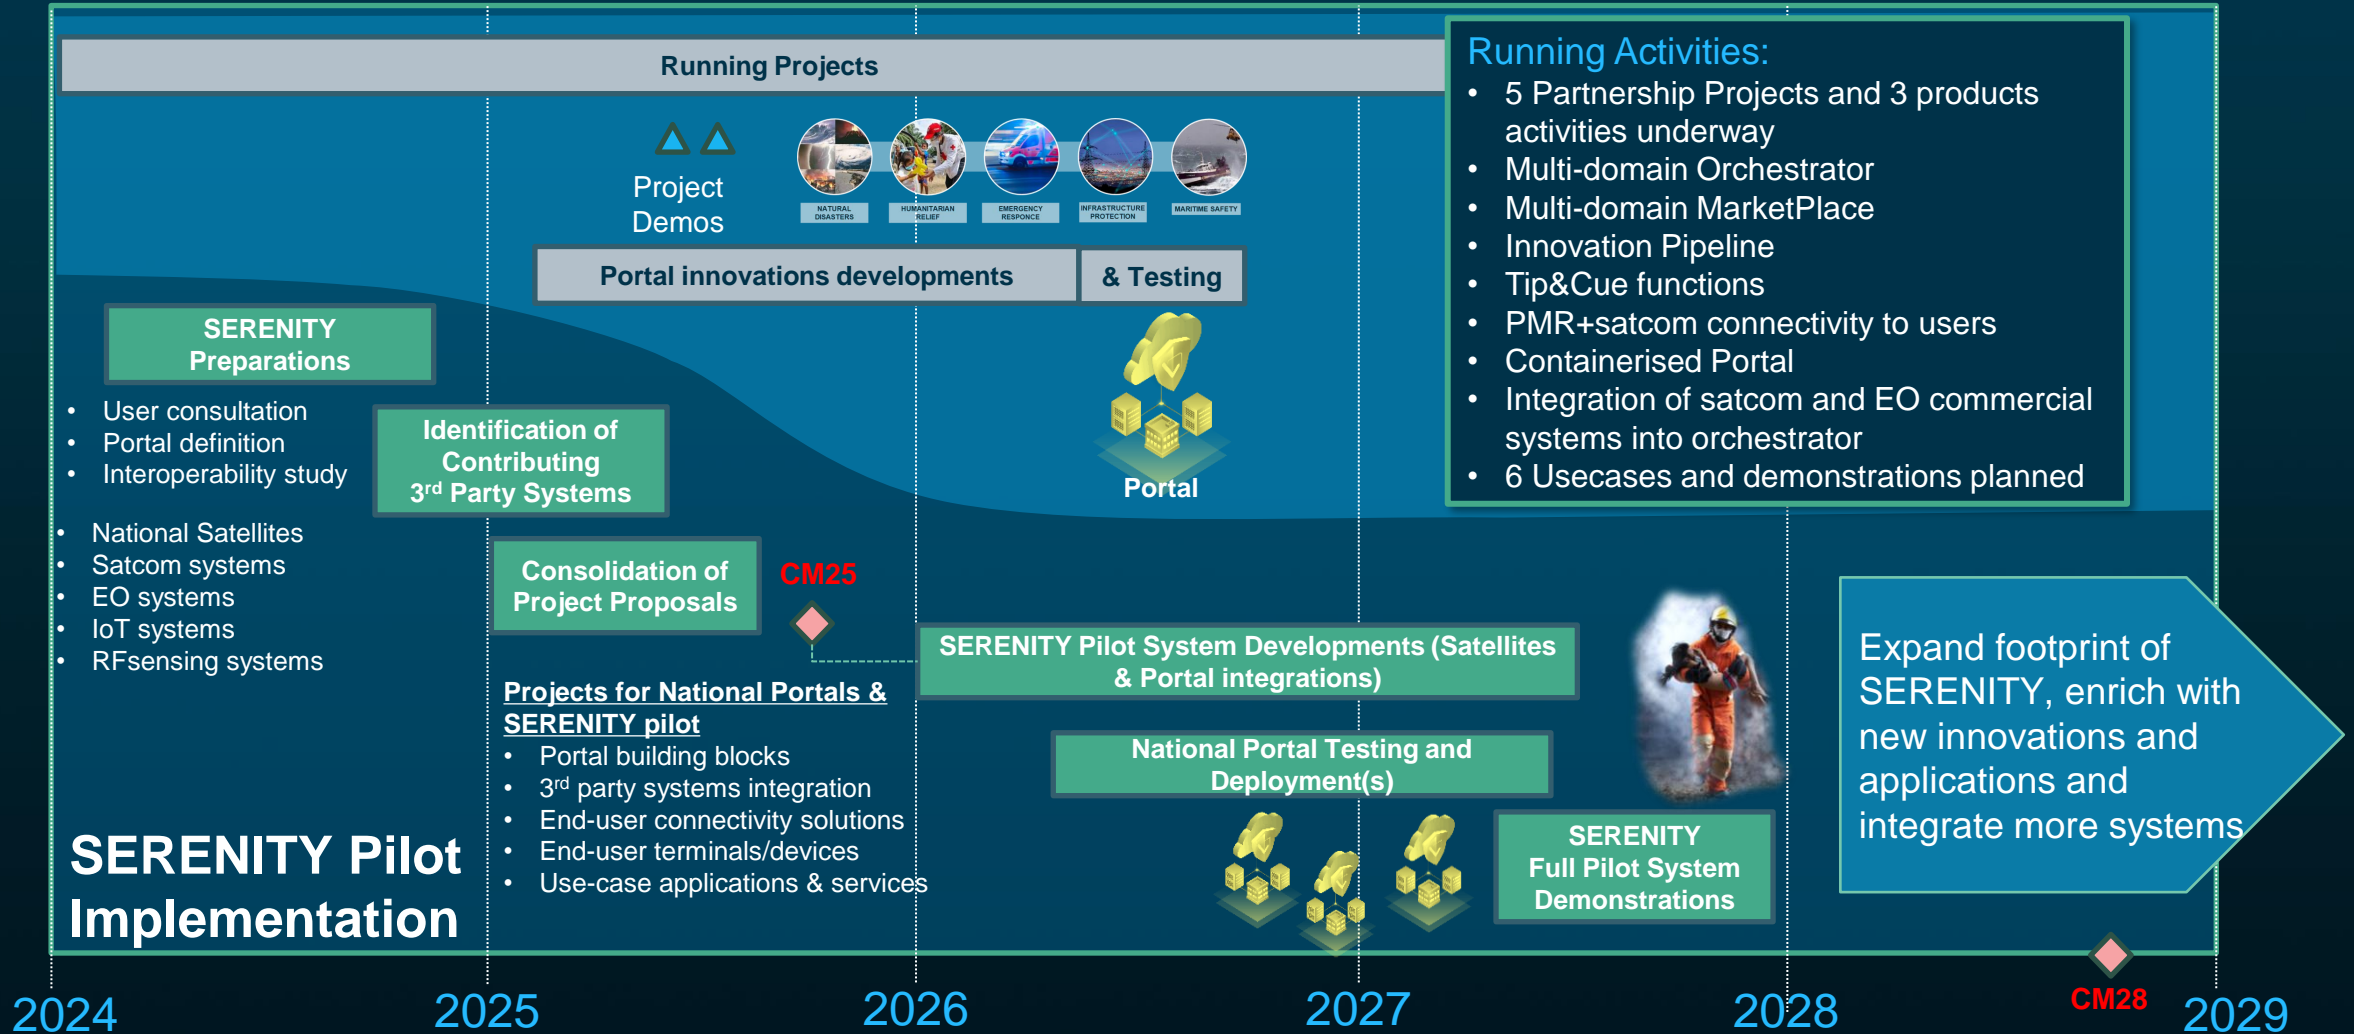 Running Projects
Project
Demos
NATURAL
DISASTERS
HUMANITARIAN
RELIEF
EMERGENCY
RESPONCE
INFRASTRUCTURE
PROTECTION
MARITIME SAFETY
Portal innovations developments
& Testing
Portal
Running Activities:
• 5 Partnership Projects and 3 products
activities underway
• Multi-domain Orchestrator
• Multi-domain MarketPlace
• Innovation Pipeline
• Tip&Cue functions
• PMR+satcom connectivity to users
• Containerised Portal
• Integration of satcom and EO commercial
systems into orchestrator
• 6 Usecases and demonstrations planned
SERENITY
Preparations
• User consultation
• Portal definition
• Interoperability study
• National Satellites
• Satcom systems
• EO systems
• IoT systems
• RFsensing systems
Identification of
Contributing
3rd Party Systems
Consolidation of
Project Proposals
CM25
Projects for National Portals &
SERENITY pilot
• Portal building blocks
• 3rd party systems integration
• End-user connectivity solutions
• End-user terminals/devices
• Use-case applications & services
SERENITY Pilot System Developments (Satellites
& Portal integrations)
National Portal Testing and
Deployment(s)
SERENITY
Full Pilot System
Demonstrations
Expand footprint of
SERENITY, enrich with
new innovations and
applications and
integrate more systems
SERENITY Pilot
Implementation
2024
2025
2026
2027
2028
CM28
2029